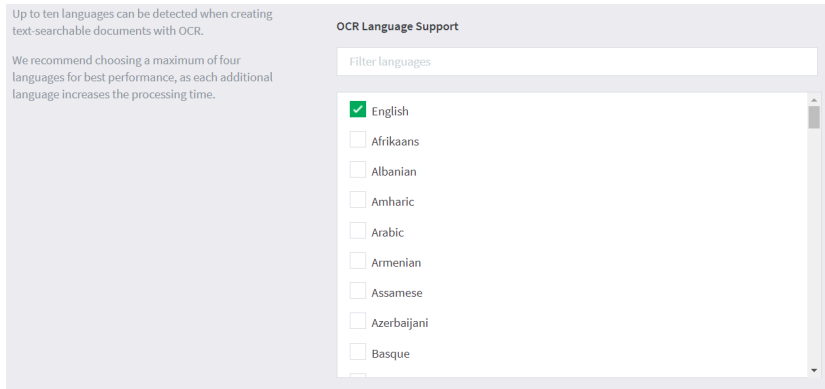 Up to ten languages can be detected when creating
text-searchable documents with OCR.
We recommend choosing a maximum of four
languages for best performance, as each additional
language increases the processing time.
OCR Language Support
Filter languages
English
Afrikaans
Albanian
Amharic
Arabic
Armenian
Assamese
Azerbaijani
Basque